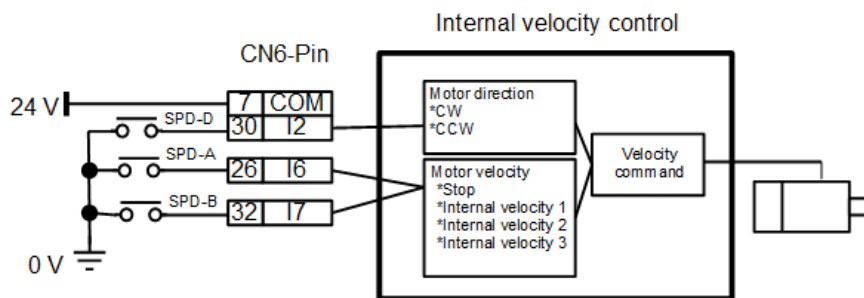 Internal velocity control
CN6-Pin
24 V
7 COM
SPD-D
30 I2
SPD-A
26 I6
SPD-B
32 I7
0 V
Motor direction
*CW
*CCW
Motor velocity
*Stop
*Internal velocity 1
*Internal velocity 2
*Internal velocity 3
Velocity
command